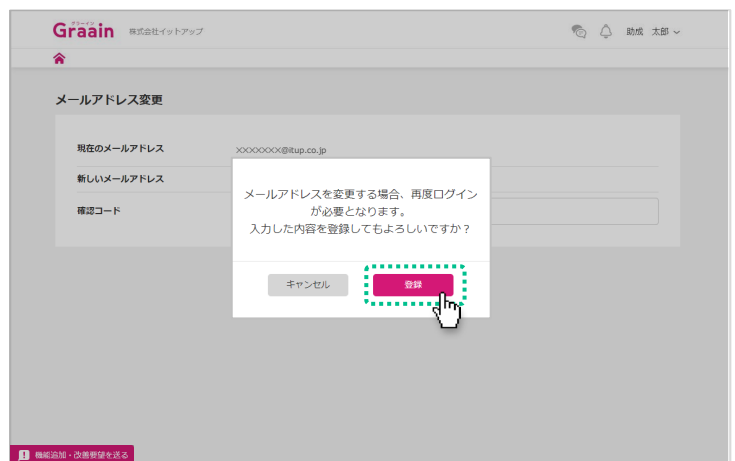 グラーイン
Graain 株式会社イットアップ 助成 太郎
メールアドレス変更
現在のメールアドレス XXXXXXX@itup.co.jp
新しいメールアドレス
確認コード
メールアドレスを変更する場合、再度ログイン
が必要となります。
入力した内容を登録してもよろしいですか？
キャンセル 登録
機能追加・改善要望を送る